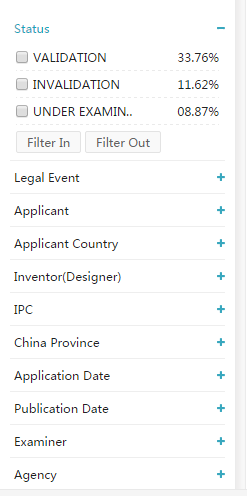 Status
VALIDATION 33.76%
INVALIDATION 11.62%
UNDER EXAMIN.. 08.87%
Filter In Filter Out
Legal Event
Applicant
Applicant Country
Inventor(Designer)
IPC
China Province
Application Date
Publication Date
Examiner
Agency